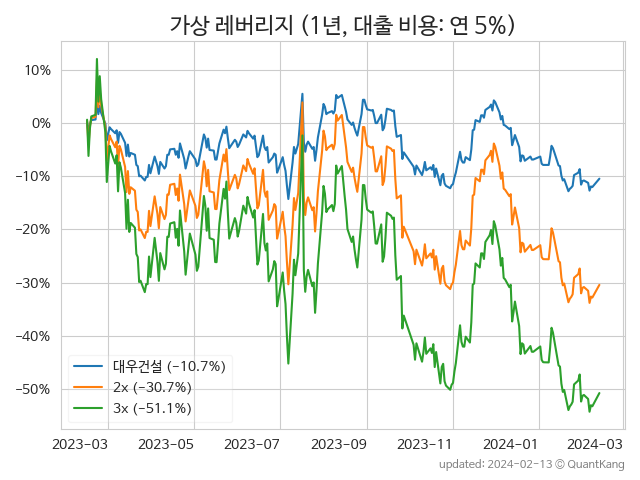 가상 레버리지 (1년, 대출 비용: 연 5%)
10%
0%
−10%
−20%
−30%
−40%
−50%
대우건설 (−10.7%)
2x (−30.7%)
3x (−51.1%)
2023-03 2023-05 2023-07 2023-09 2023-11 2024-01 2024-03
updated: 2024-02-13 ⓒ QuantKang